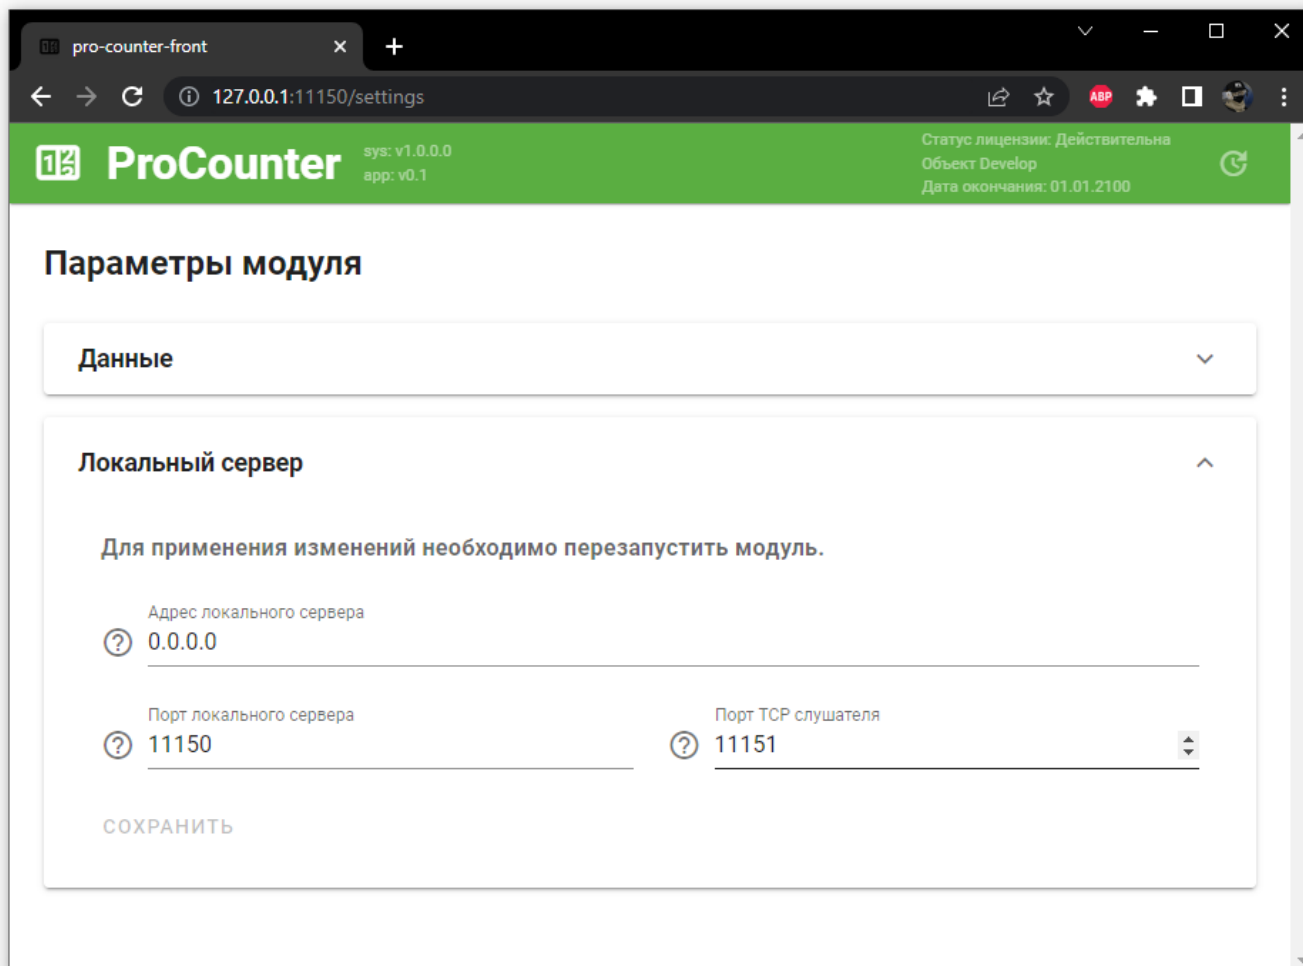 pro-counter-front
127.0.0.1:11150/settings
ABP
ProCounter
sys: v1.0.0.0
app: v0.1
Статус лицензии: Действительна
Объект Develop
Дата окончания: 01.01.2100
Параметры модуля
Данные
Локальный сервер
Для применения изменений необходимо перезапустить модуль.
Адрес локального сервера
0.0.0.0
Порт локального сервера
11150
Порт TCP слушателя
11151
СОХРАНИТЬ